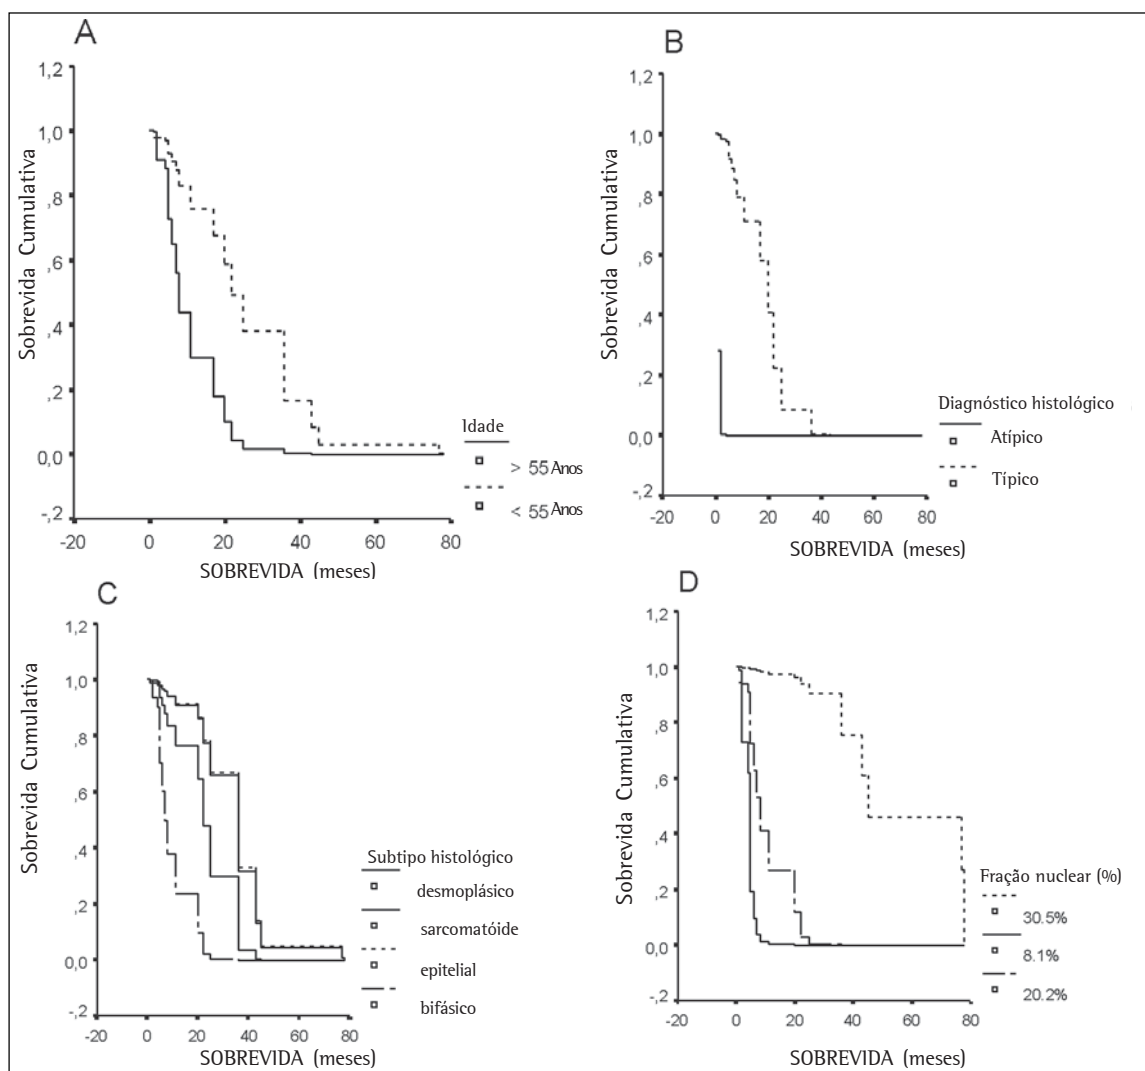 A
Sobrevida Cumulativa
1,2
1,0
,8
,6
,4
,2
0,0
-,2
-20 0 20 40 60 80
SOBREVIDA (meses)
Idade
> 55 Anos
< 55 Anos
B
Sobrevida Cumulativa
1,2
1,0
,8
,6
,4
,2
0,0
-,2
-20 0 20 40 60 80
SOBREVIDA (meses)
Diagnóstico histológico
Atípico
Típico
C
Sobrevida Cumulativa
1,2
1,0
,8
,6
,4
,2
0,0
-,2
-20 0 20 40 60 80
SOBREVIDA (meses)
Subtipo histológico
desmoplásico
sarcomatóide
epitelial
bifásico
D
Sobrevida Cumulativa
1,2
1,0
,8
,6
,4
,2
0,0
-,2
-20 0 20 40 60 80
SOBREVIDA (meses)
Fração nuclear (%)
30.5%
8.1%
20.2%